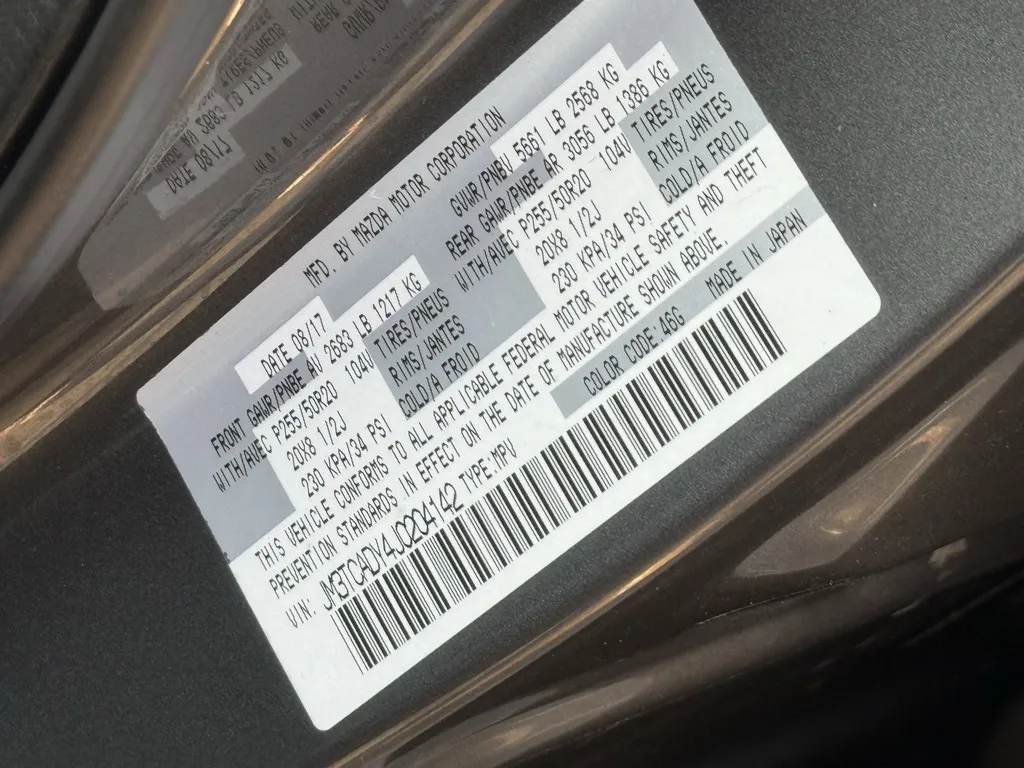 MFD. BY MAZDA MOTOR CORPORATION
DATE 08/17
GVWR/PNBV 5661 LB 2568 KG
FRONT GAWR/PNBE AV 2683 LB 1217 KG
REAR GAWR/PNBE AR 3056 LB 1386 KG
WITH/AVEC P255/50R20 104V TIRES/PNEUS
WITH/AVEC P255/50R20 104V TIRES/PNEUS
20X8 1/2J RIMS/JANTES
20X8 1/2J RIMS/JANTES
230 KPA/34 PSI COLD/A FROID
230 KPA/34 PSI COLD/A FROID
THIS VEHICLE CONFORMS TO ALL APPLICABLE FEDERAL MOTOR VEHICLE SAFETY AND THEFT
PREVENTION STANDARDS IN EFFECT ON THE DATE OF MANUFACTURE SHOWN ABOVE.
VIN: JM3TCADY4J0204142 TYPE:MPV
COLOR CODE:46G MADE IN JAPAN